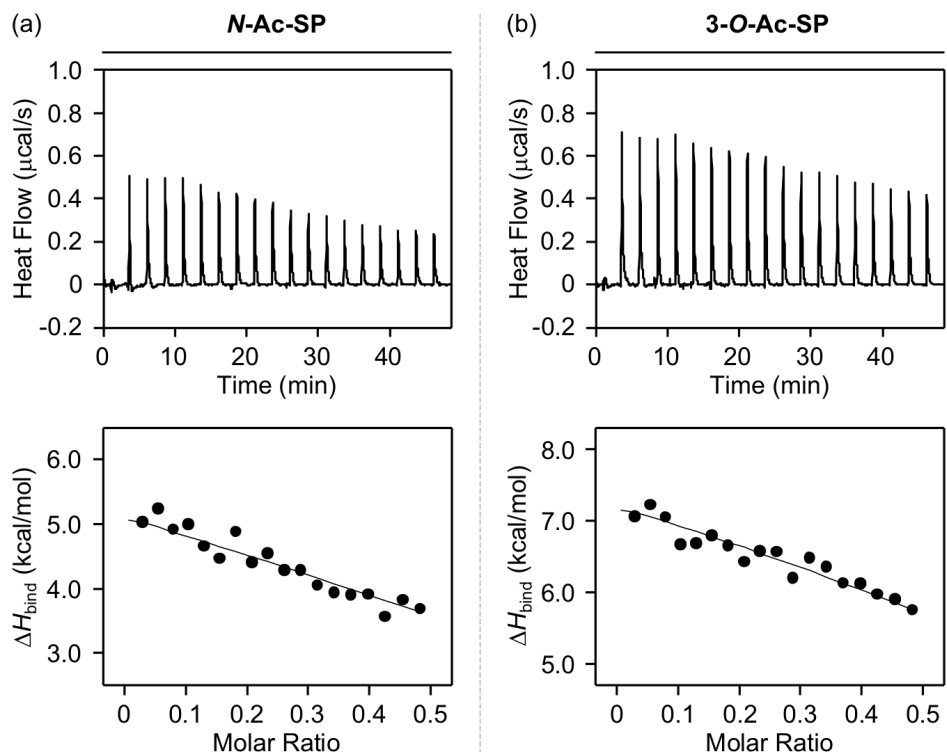 (a) N-Ac-SP
1.0
0.8
0.6
0.4
0.2
0
-0.2
Heat Flow (μcal/s)
0 10 20 30 40
Time (min)
6.0
5.0
4.0
3.0
ΔHbind (kcal/mol)
0 0.1 0.2 0.3 0.4 0.5
Molar Ratio
(b) 3-O-Ac-SP
1.0
0.8
0.6
0.4
0.2
0
-0.2
Heat Flow (μcal/s)
0 10 20 30 40
Time (min)
8.0
7.0
6.0
5.0
ΔHbind (kcal/mol)
0 0.1 0.2 0.3 0.4 0.5
Molar Ratio